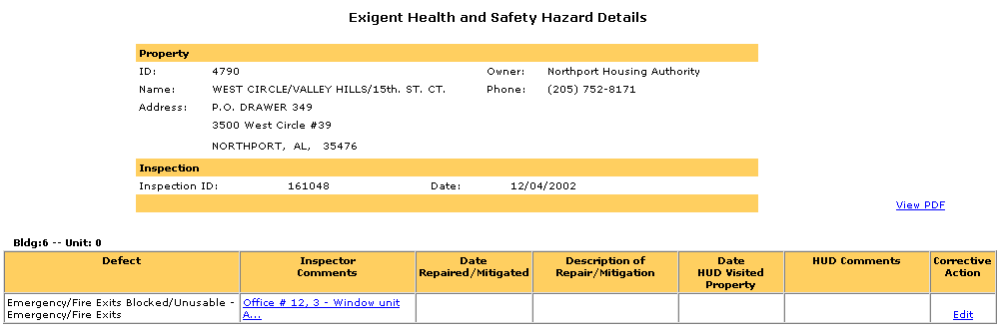 Exigent Health and Safety Hazard Details
Property
ID: 4790 Owner: Northport Housing Authority
Name: WEST CIRCLE/VALLEY HILLS/15th. ST. CT. Phone: (205) 752-8171
Address: P.O. DRAWER 349
3500 West Circle #39
NORTHPORT, AL, 35476
Inspection
Inspection ID: 161048 Date: 12/04/2002
View PDF
Bldg:6 -- Unit: 0
Defect
Inspector
Comments
Date
Repaired/Mitigated
Description of
Repair/Mitigation
Date
HUD Visited
Property
HUD Comments
Corrective
Action
Emergency/Fire Exits Blocked/Unusable -
Emergency/Fire Exits
Office # 12, 3 - Window unit
A...
Edit